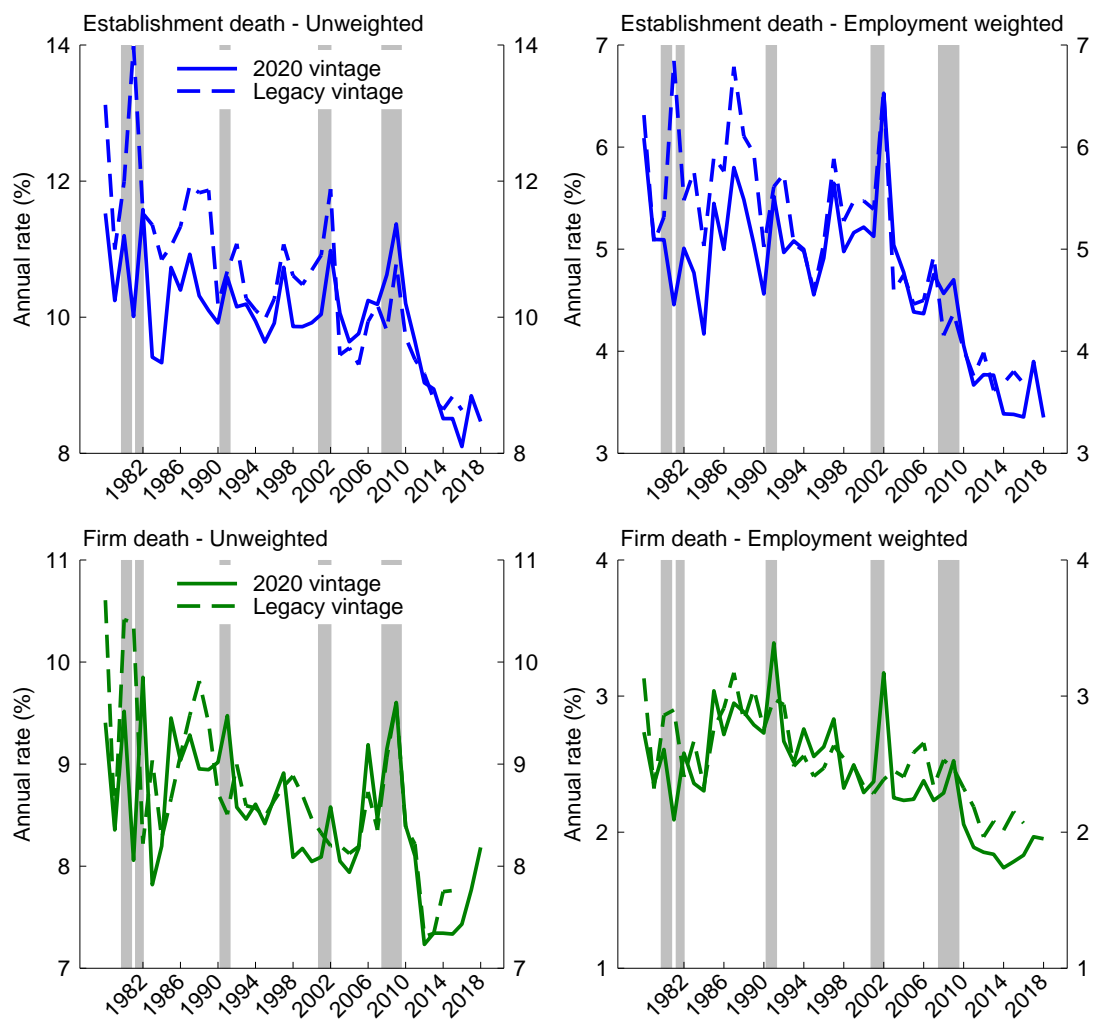 Establishment death - Unweighted
14
12
10
8
14
12
10
8
Annual rate (%)
2020 vintage
Legacy vintage
1982 1986 1990 1994 1998 2002 2006 2010 2014 2018
Establishment death - Employment weighted
7
6
5
4
3
7
6
5
4
3
Annual rate (%)
1982 1986 1990 1994 1998 2002 2006 2010 2014 2018
Firm death - Unweighted
11
10
9
8
7
11
10
9
8
7
Annual rate (%)
2020 vintage
Legacy vintage
1982 1986 1990 1994 1998 2002 2006 2010 2014 2018
Firm death - Employment weighted
4
3
2
1
4
3
2
1
Annual rate (%)
1982 1986 1990 1994 1998 2002 2006 2010 2014 2018